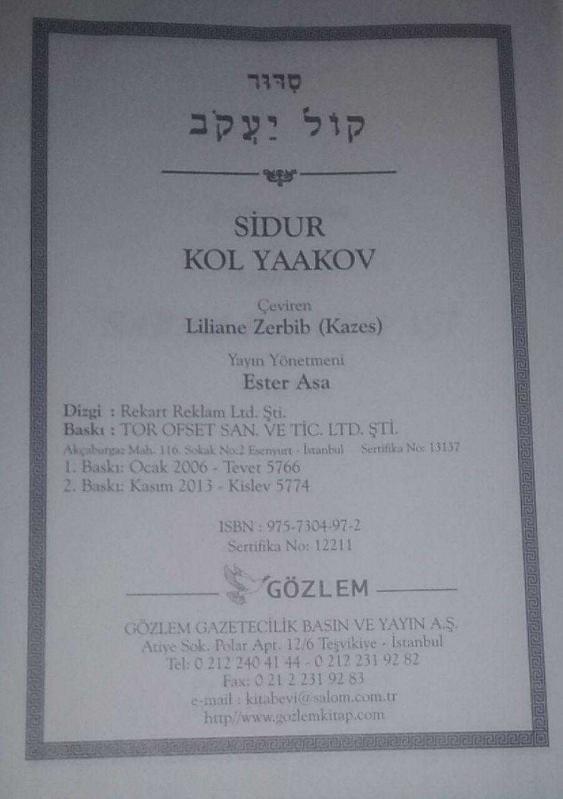 סִדּוּר
קוֹל יַעֲקֹב
SİDUR
KOL YAAKOV
Çeviren
Liliane Zerbib (Kazes)
Yayın Yönetmeni
Ester Asa
Dizgi : Rekart Reklam Ltd. Şti.
Baskı : TOR OFSET SAN. VE TİC. LTD. ŞTİ.
Akçaburgaz Mah. 116. Sokak No:2 Esenyurt - İstanbul Sertifika No: 13137
1. Baskı: Ocak 2006 - Tevet 5766
2. Baskı: Kasım 2013 - Kislev 5774
ISBN : 975-7304-97-2
Sertifika No: 12211
GÖZLEM
GÖZLEM GAZETECİLİK BASIN VE YAYIN A.Ş.
Atiye Sok. Polar Apt. 12/6 Teşvikiye - İstanbul
Tel: 0 212 240 41 44 - 0 212 231 92 82
Fax: 0 21 2 231 92 83
e-mail : kitabevi@salom.com.tr
http//www.gozlemkitap.com